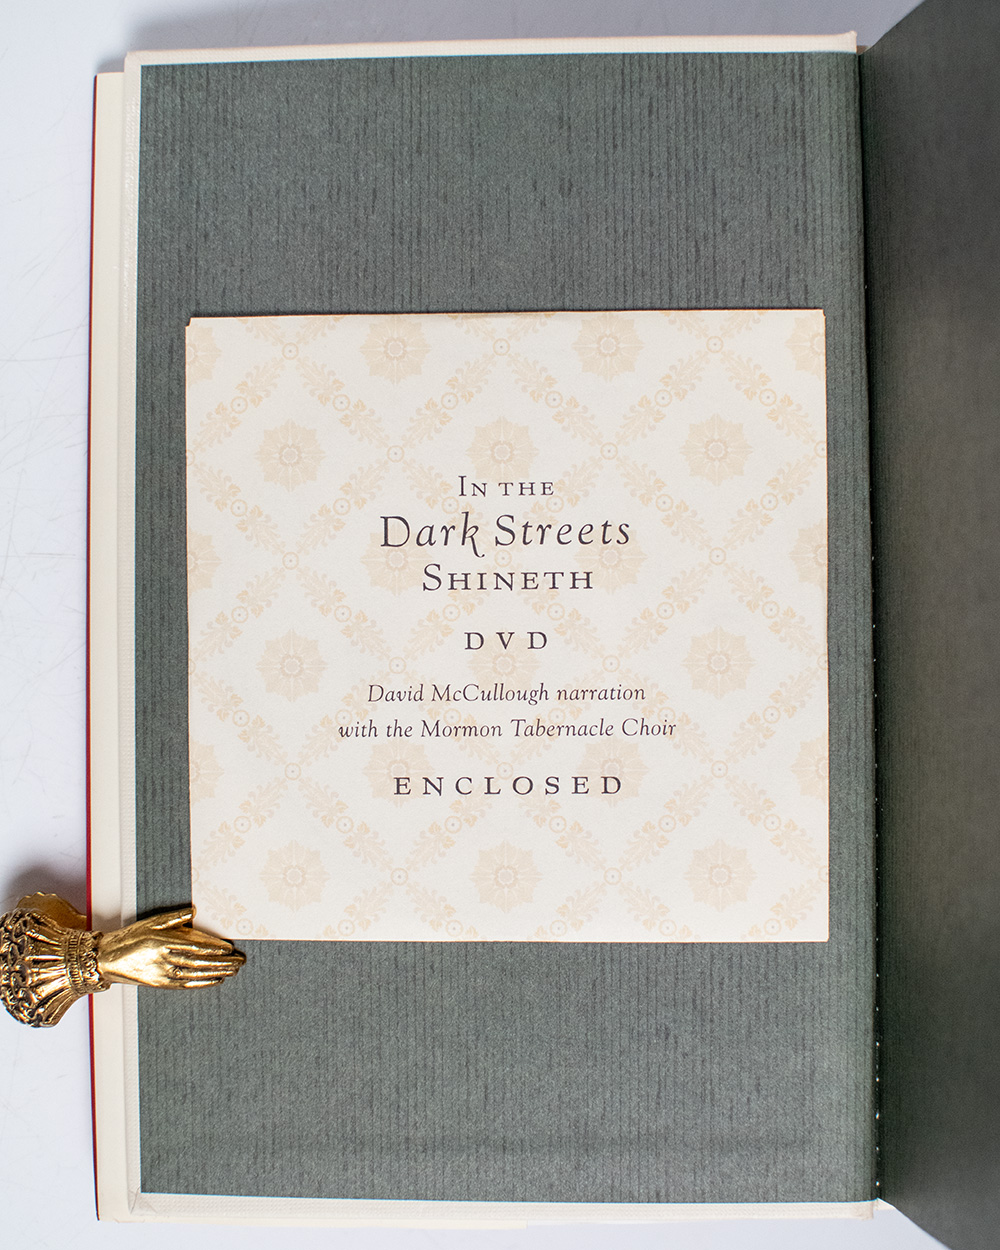 In the
Dark Streets
Shineth
DVD
David McCullough narration
with the Mormon Tabernacle Choir
ENCLOSED